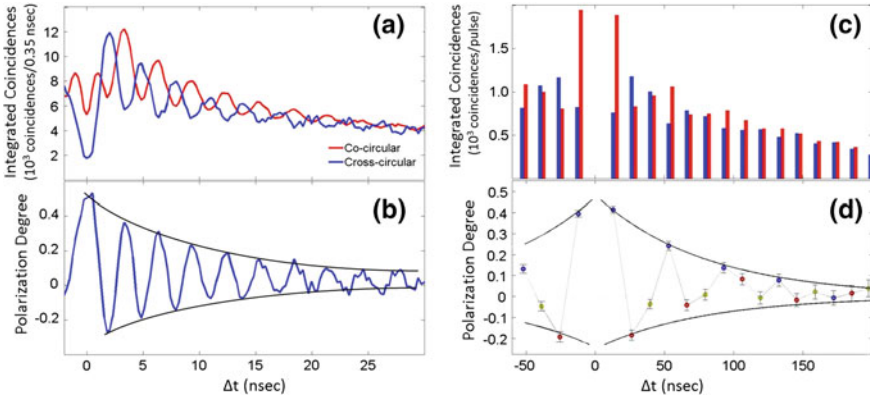 (a)
Integrated Coincidences
(10³ coincidences/0.35 nsec)
12
10
8
6
4
2
Co-circular
Cross-circular
(b)
Polarization Degree
0.4
0.2
0
-0.2
0
5
10
15
20
25
Δt (nsec)
(c)
Integrated Coincidences
(10³ coincidences/pulse)
1.5
1.0
0.5
(d)
Polarization Degree
0.5
0.4
0.3
0.2
0.1
0
-0.1
-0.2
-50
0
50
100
150
Δt (nsec)